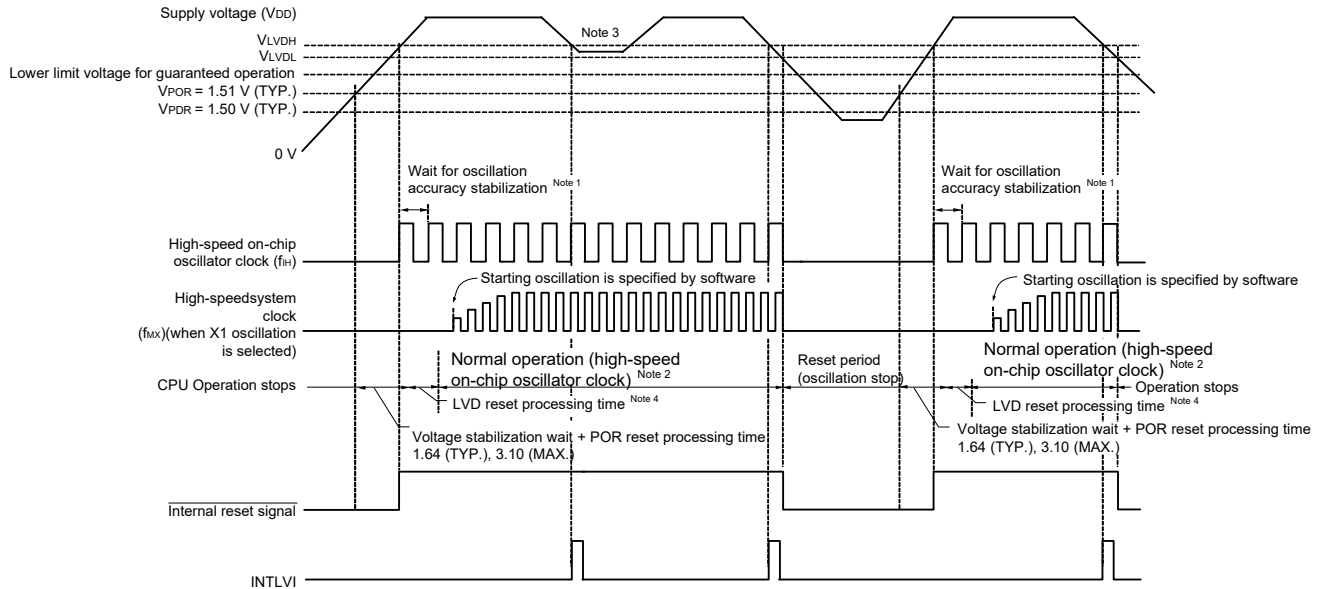 Supply voltage (VDD)
VLVDH
VLVDL
Lower limit voltage for guaranteed operation
VPOR = 1.51 V (TYP.)
VPDR = 1.50 V (TYP.)
0 V
Note 3
Wait for oscillation
accuracy stabilization Note 1
Wait for oscillation
accuracy stabilization Note 1
High-speed on-chip
oscillator clock (fIH)
Starting oscillation is specified by software
Starting oscillation is specified by software
High-speedsystem
clock
(fMX)(when X1 oscillation
is selected)
Normal operation (high-speed
on-chip oscillator clock) Note 2
Reset period
(oscillation stop)
Normal operation (high-speed
on-chip oscillator clock) Note 2
CPU Operation stops
Operation stops
LVD reset processing time Note 4
LVD reset processing time Note 4
Voltage stabilization wait + POR reset processing time
1.64 (TYP.), 3.10 (MAX.)
Voltage stabilization wait + POR reset processing time
1.64 (TYP.), 3.10 (MAX.)
Internal reset signal
INTLVI